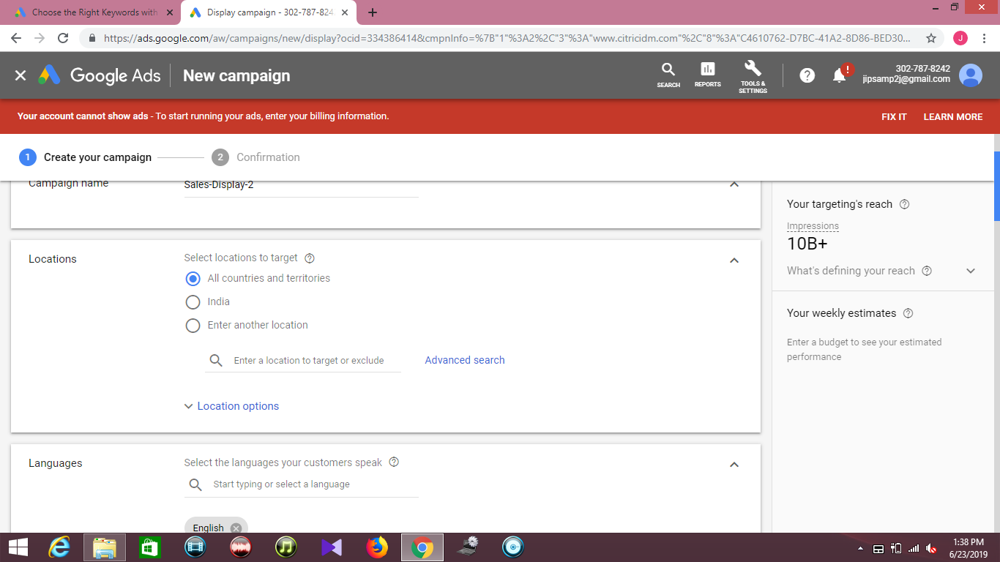 Choose the Right Keywords with
Display campaign - 302-787-824
https://ads.google.com/aw/campaigns/new/display?ocid=334386414&cmpnInfo=%7B"1"%3A2%2C"3"%3A"www.citricidm.com"%2C"8"%3A"C4610762-D7BC-41A2-8D86-BED30...
J
Google Ads
New campaign
SEARCH
REPORTS
TOOLS &
SETTINGS
302-787-8242
jipsamp2j@gmail.com
Your account cannot show ads - To start running your ads, enter your billing information.
FIX IT
LEARN MORE
1 Create your campaign
2 Confirmation
Campaign name
Sales-Display-2
Locations
Select locations to target
All countries and territories
India
Enter another location
Enter a location to target or exclude
Advanced search
Location options
Languages
Select the languages your customers speak
Start typing or select a language
English
Your targeting's reach
Impressions
10B+
What's defining your reach
Your weekly estimates
Enter a budget to see your estimated
performance
1:38 PM
6/23/2019